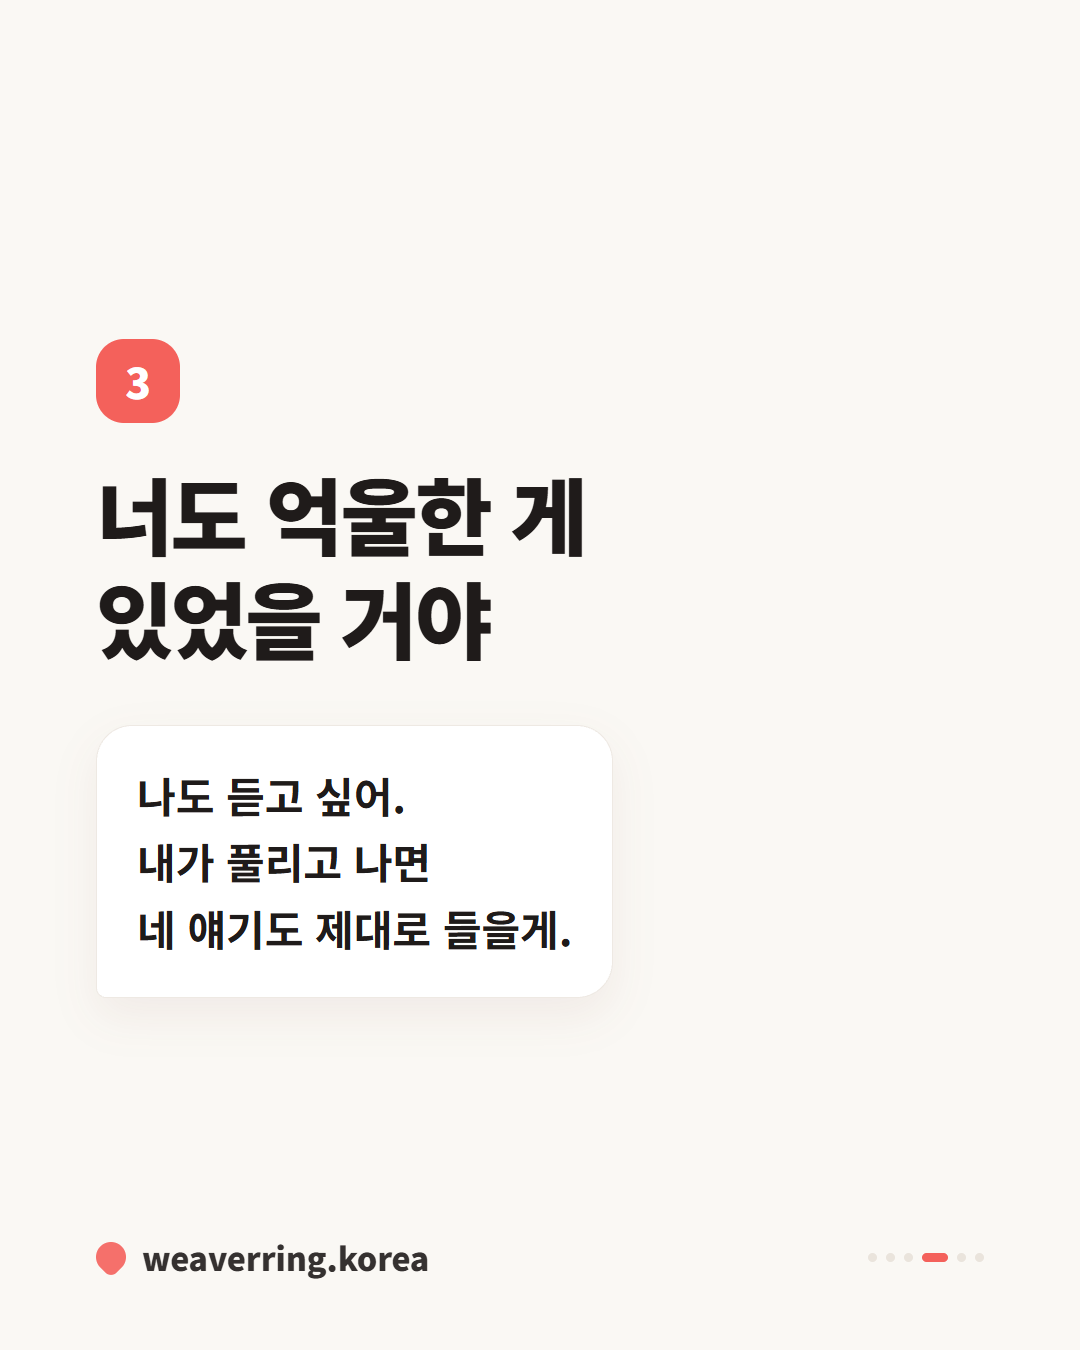 3
너도 억울한 게
있었을 거야
나도 듣고 싶어.
내가 풀리고 나면
네 얘기도 제대로 들을게.
weaverring.korea